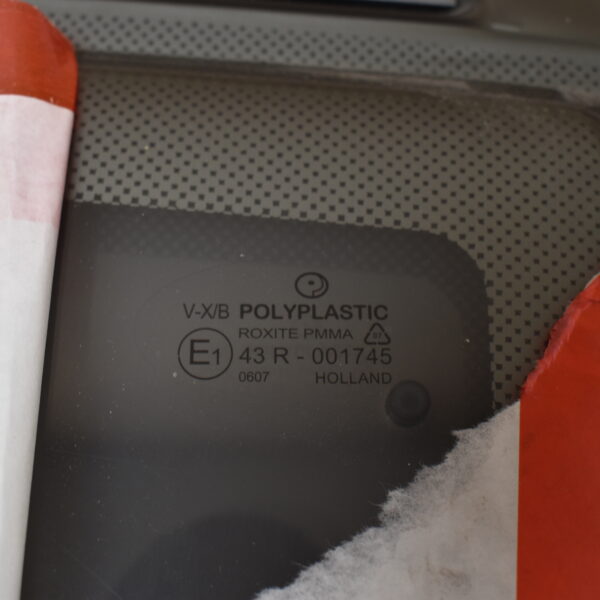 V-X/B POLYPLASTIC
ROXITE PMMA
E1 43 R - 001745
0607 HOLLAND